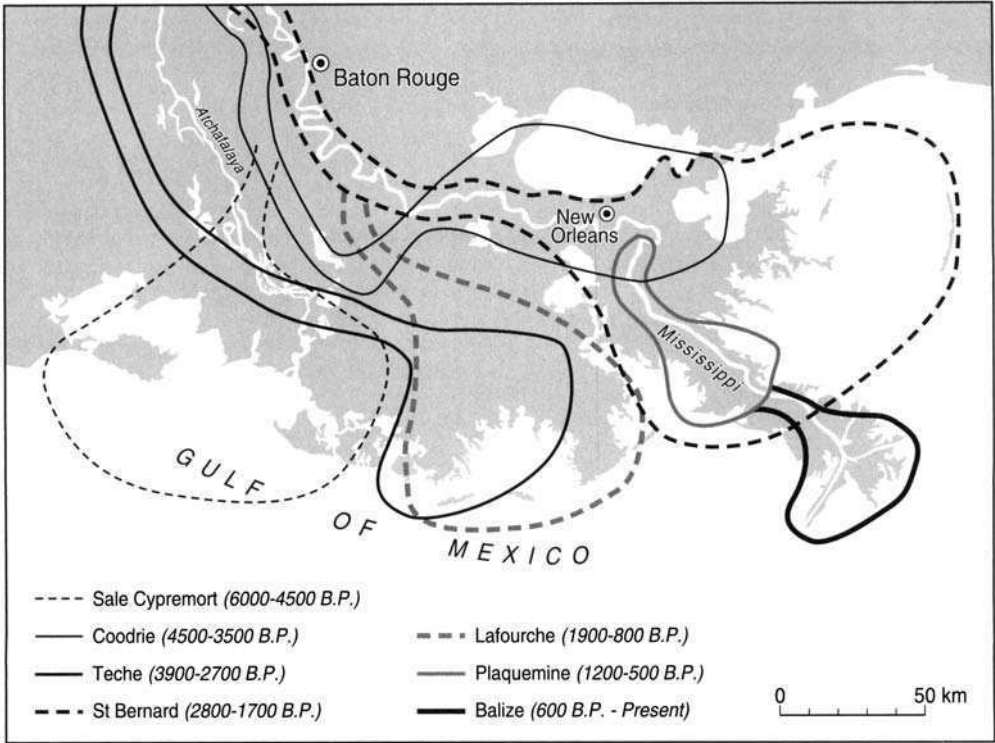 Baton Rouge
Atchafalaya
New
Orleans
Mississippi
GULF
OF
MEXICO
Sale Cypremort (6000-4500 B.P.)
Coodrie (4500-3500 B.P.)
Teche (3900-2700 B.P.)
St Bernard (2800-1700 B.P.)
Lafourche (1900-800 B.P.)
Plaquemine (1200-500 B.P.)
Balize (600 B.P. - Present)
0 50 km